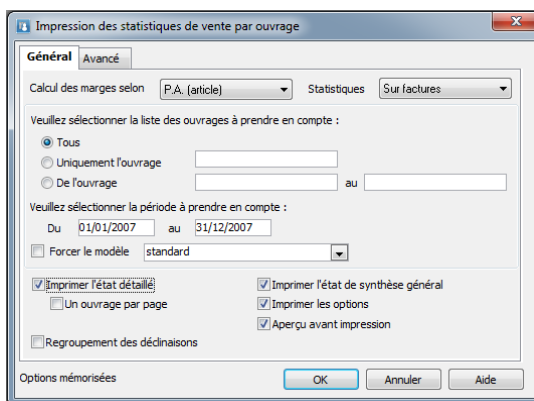 Impression des statistiques de vente par ouvrage
Général Avancé
Calcul des marges selon P.A. (article) Statistiques Sur factures
Veuillez sélectionner la liste des ouvrages à prendre en compte :
Tous
Uniquement l'ouvrage
De l'ouvrage au
Veuillez sélectionner la période à prendre en compte :
Du 01/01/2007 au 31/12/2007
Forcer le modèle standard
Imprimer l'état détaillé Imprimer l'état de synthèse général
Un ouvrage par page Imprimer les options
Aperçu avant impression
Regroupement des déclinaisons
Options mémorisées OK Annuler Aide